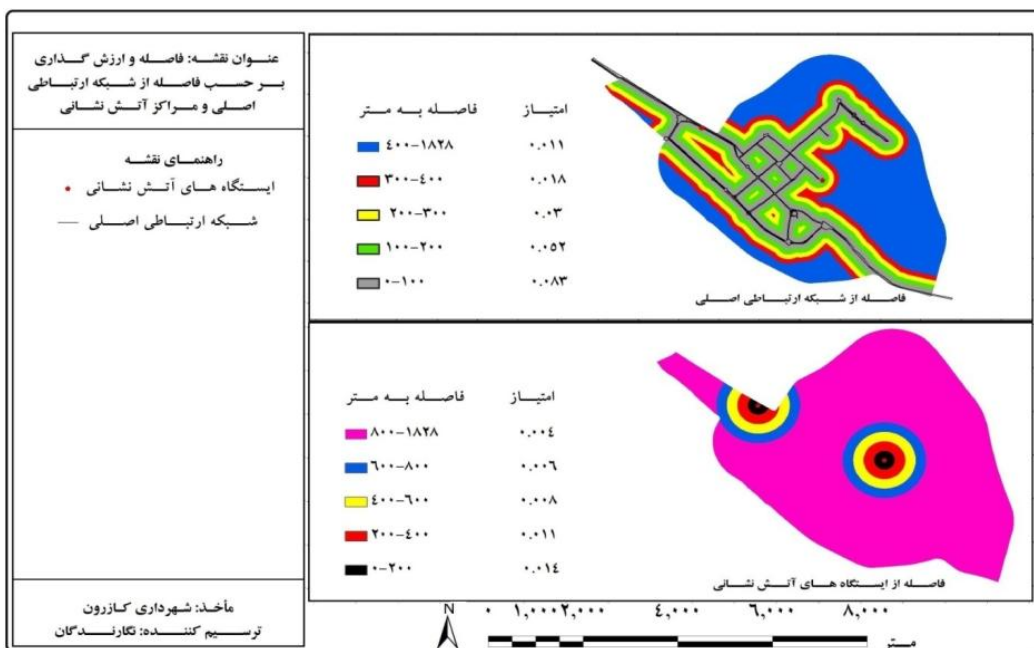 عنوان نقشه: فاصله و ارزش گذاری
بر حسب فاصله از شبکه ارتباطی
اصلی و مراکز آتش نشانی
راهنمای نقشه
ایستگاه های آتش نشانی
شبکه ارتباطی اصلی
مأخذ: شهرداری کازرون
ترسیم کننده: نگارندگان
فاصله به متر امتیاز
۴۰۰-۱۸۲۸ ۰.۰۱۱
۳۰۰-۴۰۰ ۰.۰۱۸
۲۰۰-۳۰۰ ۰.۰۳
۱۰۰-۲۰۰ ۰.۰۵۲
۰-۱۰۰ ۰.۰۸۳
فاصله از شبکه ارتباطی اصلی
فاصله به متر امتیاز
۸۰۰-۱۸۲۸ ۰.۰۰۴
۶۰۰-۸۰۰ ۰.۰۰۶
۴۰۰-۶۰۰ ۰.۰۰۸
۲۰۰-۴۰۰ ۰.۰۱۱
۰-۲۰۰ ۰.۰۱۴
فاصله از ایستگاه های آتش نشانی
N
۰ ۱,۰۰۰ ۲,۰۰۰ ۴,۰۰۰ ۶,۰۰۰ ۸,۰۰۰
متر